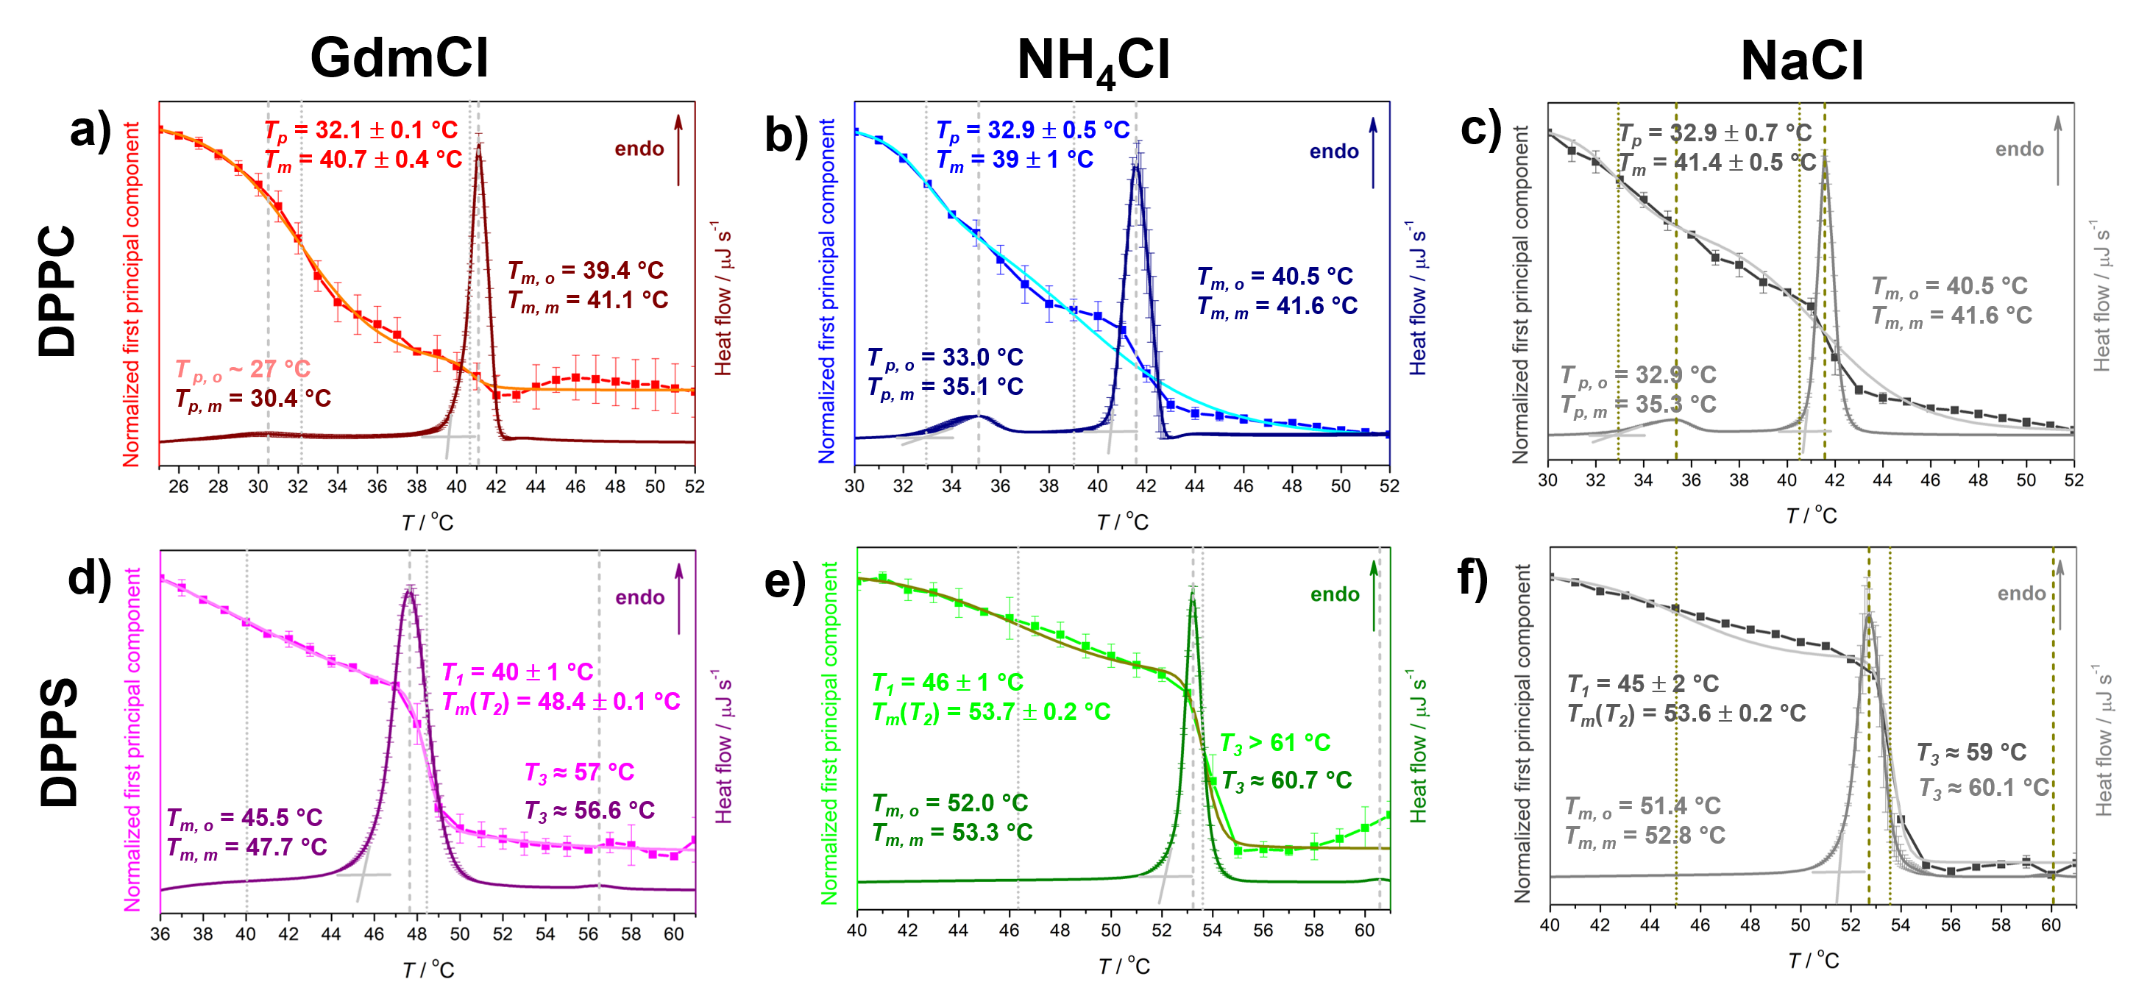 GdmCl
NH4Cl
NaCl
DPPC
a)
Normalized first principal component
Tp = 32.1 ± 0.1 °C
Tm = 40.7 ± 0.4 °C
endo
Tm, o = 39.4 °C
Tm, m = 41.1 °C
Tp, o ~ 27 °C
Tp, m = 30.4 °C
Heat flow / μJ s-1
26 28 30 32 34 36 38 40 42 44 46 48 50 52
T / °C
b)
Normalized first principal component
Tp = 32.9 ± 0.5 °C
Tm = 39 ± 1 °C
endo
Tm, o = 40.5 °C
Tm, m = 41.6 °C
Tp, o = 33.0 °C
Tp, m = 35.1 °C
Heat flow / μJ s-1
30 32 34 36 38 40 42 44 46 48 50 52
T / °C
c)
Normalized first principal component
Tp = 32.9 ± 0.7 °C
Tm = 41.4 ± 0.5 °C
endo
Tm, o = 40.5 °C
Tm, m = 41.6 °C
Tp, o = 32.9 °C
Tp, m = 35.3 °C
Heat flow / μJ s-1
30 32 34 36 38 40 42 44 46 48 50 52
T / °C
DPPS
d)
Normalized first principal component
endo
T1 = 40 ± 1 °C
Tm(T2) = 48.4 ± 0.1 °C
T3 ≈ 57 °C
T3 ≈ 56.6 °C
Tm, o = 45.5 °C
Tm, m = 47.7 °C
Heat flow / μJ s-1
36 38 40 42 44 46 48 50 52 54 56 58 60
T / °C
e)
Normalized first principal component
endo
T1 = 46 ± 1 °C
Tm(T2) = 53.7 ± 0.2 °C
T3 > 61 °C
T3 ≈ 60.7 °C
Tm, o = 52.0 °C
Tm, m = 53.3 °C
Heat flow / μJ s-1
40 42 44 46 48 50 52 54 56 58 60
T / °C
f)
Normalized first principal component
endo
T1 = 45 ± 2 °C
Tm(T2) = 53.6 ± 0.2 °C
T3 ≈ 59 °C
T3 ≈ 60.1 °C
Tm, o = 51.4 °C
Tm, m = 52.8 °C
Heat flow / μJ s-1
40 42 44 46 48 50 52 54 56 58 60
T / °C